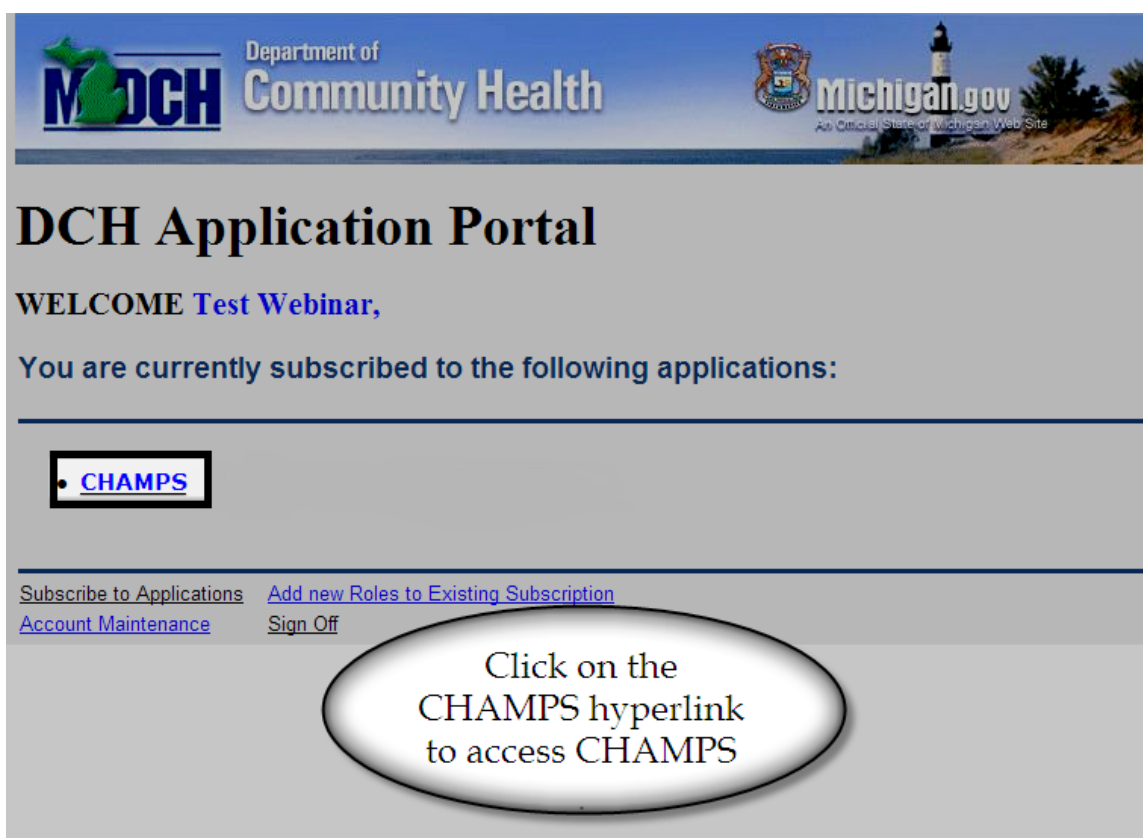 MDCH
Department of
Community Health
Michigan.gov
An Official State of Michigan Web Site
DCH Application Portal
WELCOME Test Webinar,
You are currently subscribed to the following applications:
• CHAMPS
Subscribe to Applications Add new Roles to Existing Subscription
Account Maintenance Sign Off
Click on the
CHAMPS hyperlink
to access CHAMPS
.